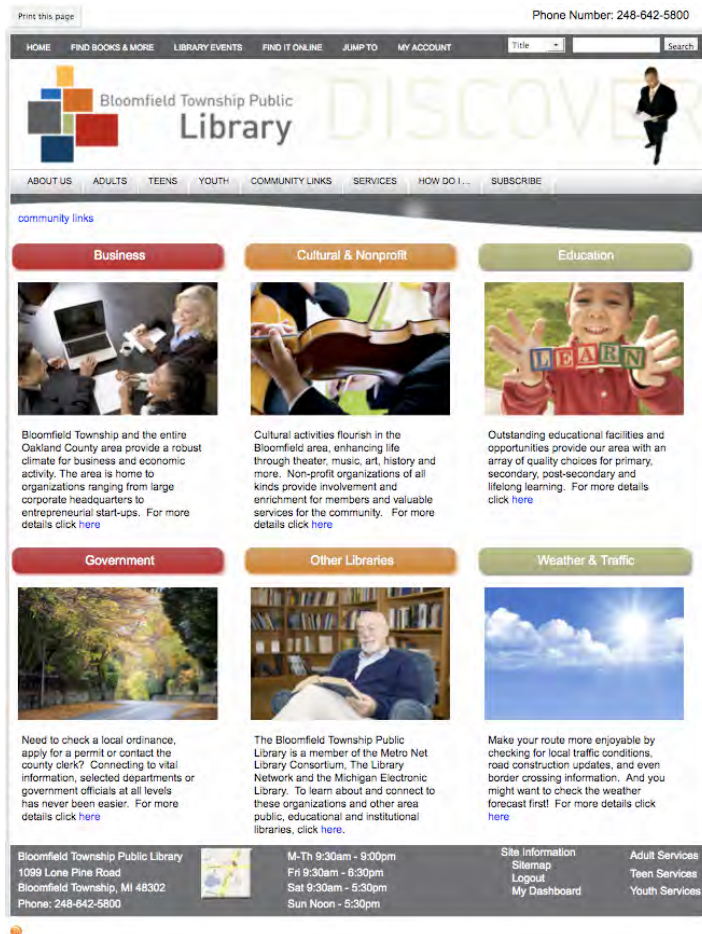 Print this page
Phone Number: 248-642-5800
HOME FIND BOOKS & MORE LIBRARY EVENTS FIND IT ONLINE JUMP TO MY ACCOUNT Title Search
DISCOVER
Bloomfield Township Public
Library
ABOUT US ADULTS TEENS YOUTH COMMUNITY LINKS SERVICES HOW DO I ... SUBSCRIBE
community links
Business
LEARN
Bloomfield Township and the entire
Oakland County area provide a robust
climate for business and economic
activity. The area is home to
organizations ranging from large
corporate headquarters to
entrepreneurial start-ups. For more
details click here
Cultural & Nonprofit
Cultural activities flourish in the
Bloomfield area, enhancing life
through theater, music, art, history and
more. Non-profit organizations of all
kinds provide involvement and
enrichment for members and valuable
services for the community. For more
details click here
Education
Outstanding educational facilities and
opportunities provide our area with an
array of quality choices for primary,
secondary, post-secondary and
lifelong learning. For more details
click here
Government
Need to check a local ordinance,
apply for a permit or contact the
county clerk? Connecting to vital
information, selected departments or
government officials at all levels
has never been easier. For more
details click here
Other Libraries
The Bloomfield Township Public
Library is a member of the Metro Net
Library Consortium, The Library
Network and the Michigan Electronic
Library. To learn about and connect to
these organizations and other area
public, educational and institutional
libraries, click here.
Weather & Traffic
Make your route more enjoyable by
checking for local traffic conditions,
road construction updates, and even
border crossing information. And you
might want to check the weather
forecast first! For more details click
here
Bloomfield Township Public Library
1099 Lone Pine Road
Bloomfield Township, MI 48302
Phone: 248-642-5800
M-Th 9:30am - 9:00pm
Fri 9:30am - 6:30pm
Sat 9:30am - 5:30pm
Sun Noon - 5:30pm
Site Information
Sitemap
Logout
My Dashboard
Adult Services
Teen Services
Youth Services